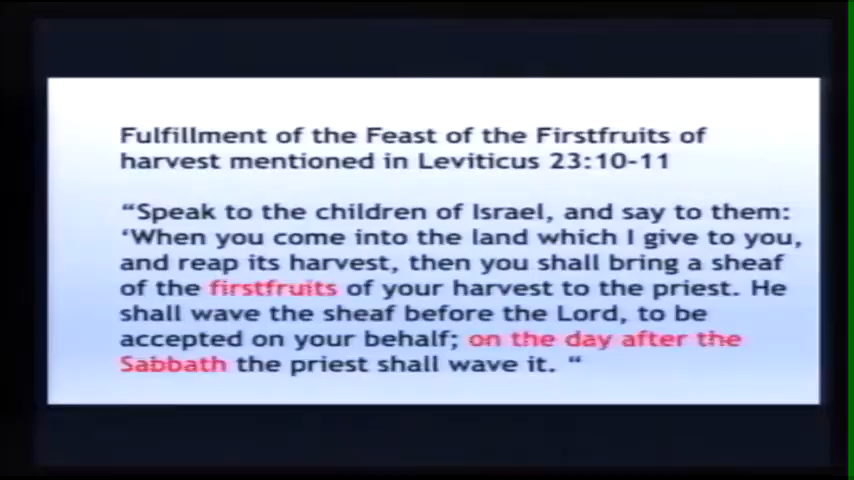 Fulfillment of the Feast of the Firstfruits of
harvest mentioned in Leviticus 23:10-11
“Speak to the children of Israel, and say to them:
‘When you come into the land which I give to you,
and reap its harvest, then you shall bring a sheaf
of the firstfruits of your harvest to the priest. He
shall wave the sheaf before the Lord, to be
accepted on your behalf; on the day after the
Sabbath the priest shall wave it. “